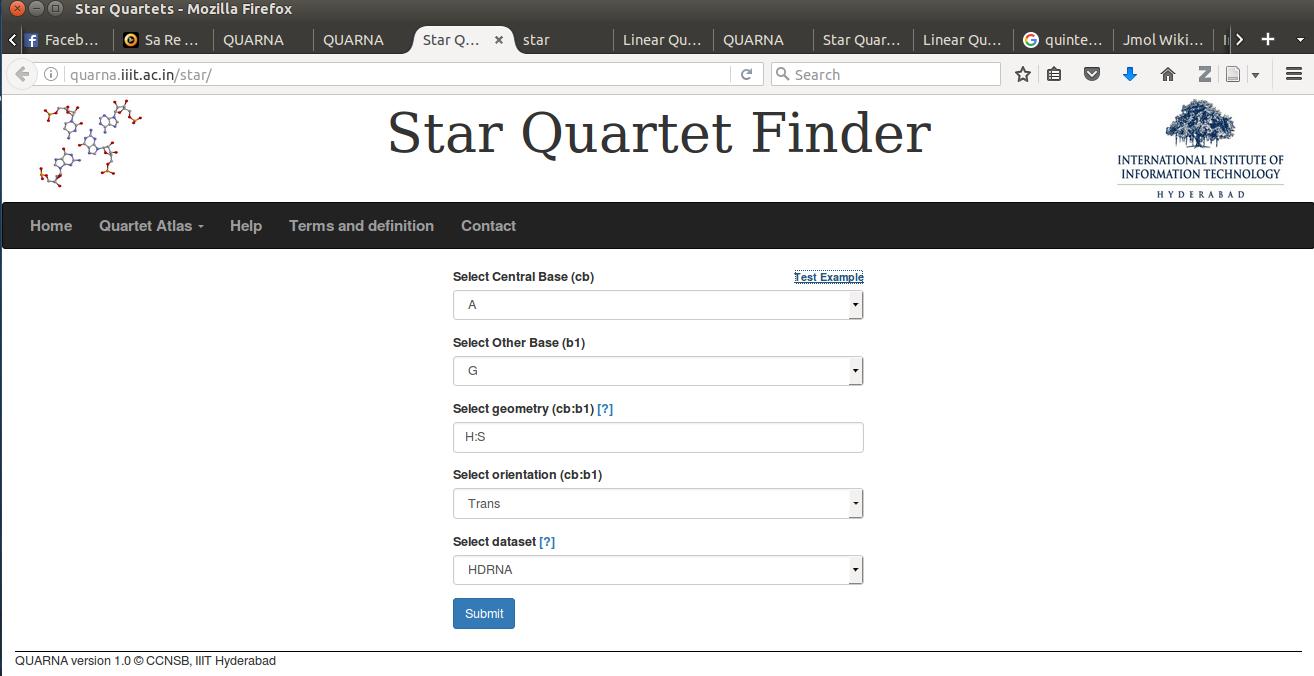 Star Quartets - Mozilla Firefox
Faceb... Sa Re ... QUARNA QUARNA Star Q... × star Linear Qu... QUARNA Star Quar... Linear Qu... quinte... Jmol Wiki...
quarna.iiit.ac.in/star/ Search
Star Quartet Finder
INTERNATIONAL INSTITUTE OF
INFORMATION TECHNOLOGY
HYDERABAD
Home Quartet Atlas Help Terms and definition Contact
Select Central Base (cb) Test Example
A
Select Other Base (b1)
G
Select geometry (cb:b1) [?]
H:S
Select orientation (cb:b1)
Trans
Select dataset [?]
HDRNA
Submit
QUARNA version 1.0 © CCNSB, IIIT Hyderabad